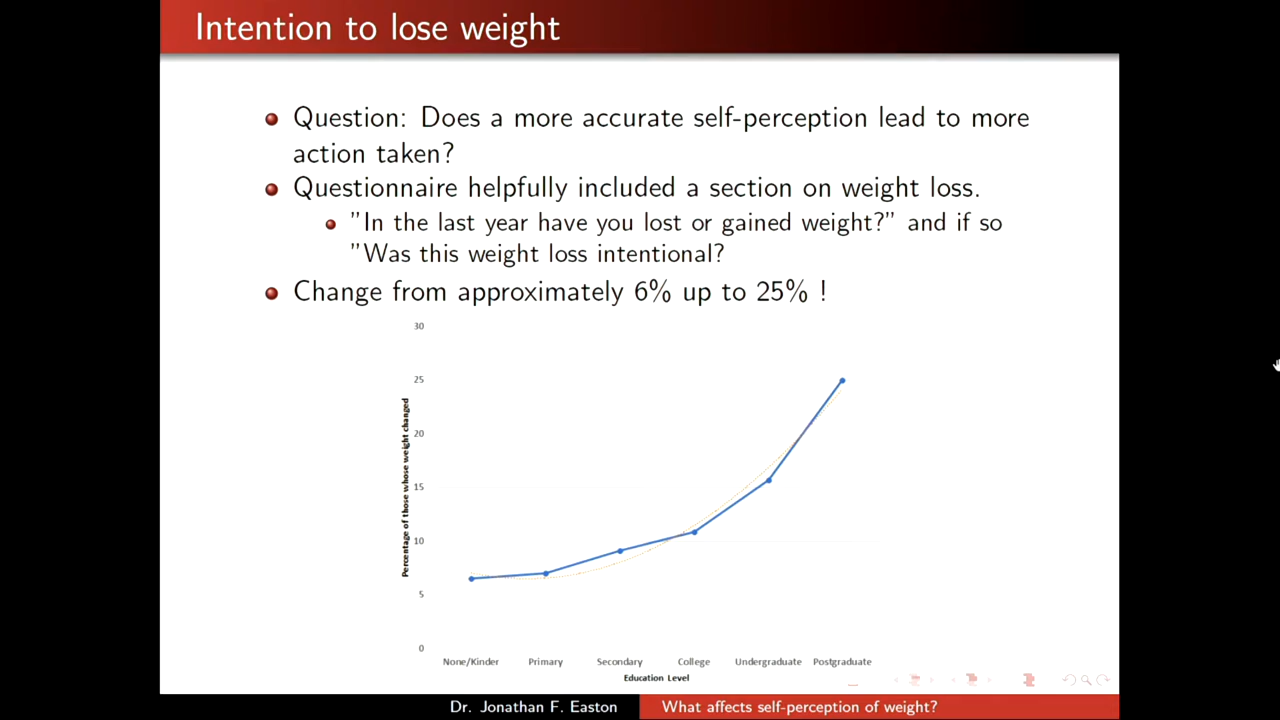 Intention to lose weight
Question: Does a more accurate self-perception lead to more
action taken?
Questionnaire helpfully included a section on weight loss.
"In the last year have you lost or gained weight?" and if so
"Was this weight loss intentional?
Change from approximately 6% up to 25% !
30
25
20
15
10
5
0
Percentage of those whose weight changed
None/Kinder Primary Secondary College Undergraduate Postgraduate
Education Level
Dr. Jonathan F. Easton What affects self-perception of weight?